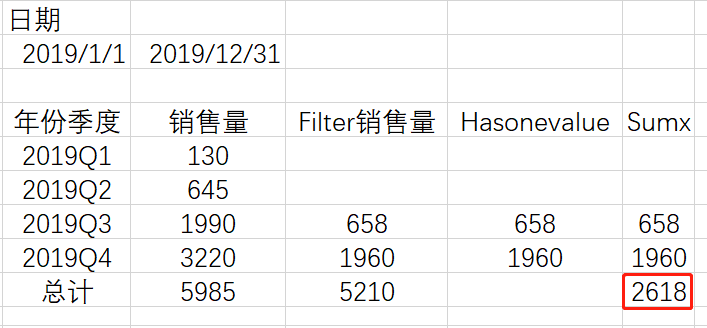 日期
2019/1/1 2019/12/31
年份季度 销售量 Filter销售量 Hasonevalue Sumx
2019Q1 130
2019Q2 645
2019Q3 1990 658 658 658
2019Q4 3220 1960 1960 1960
总计 5985 5210 2618